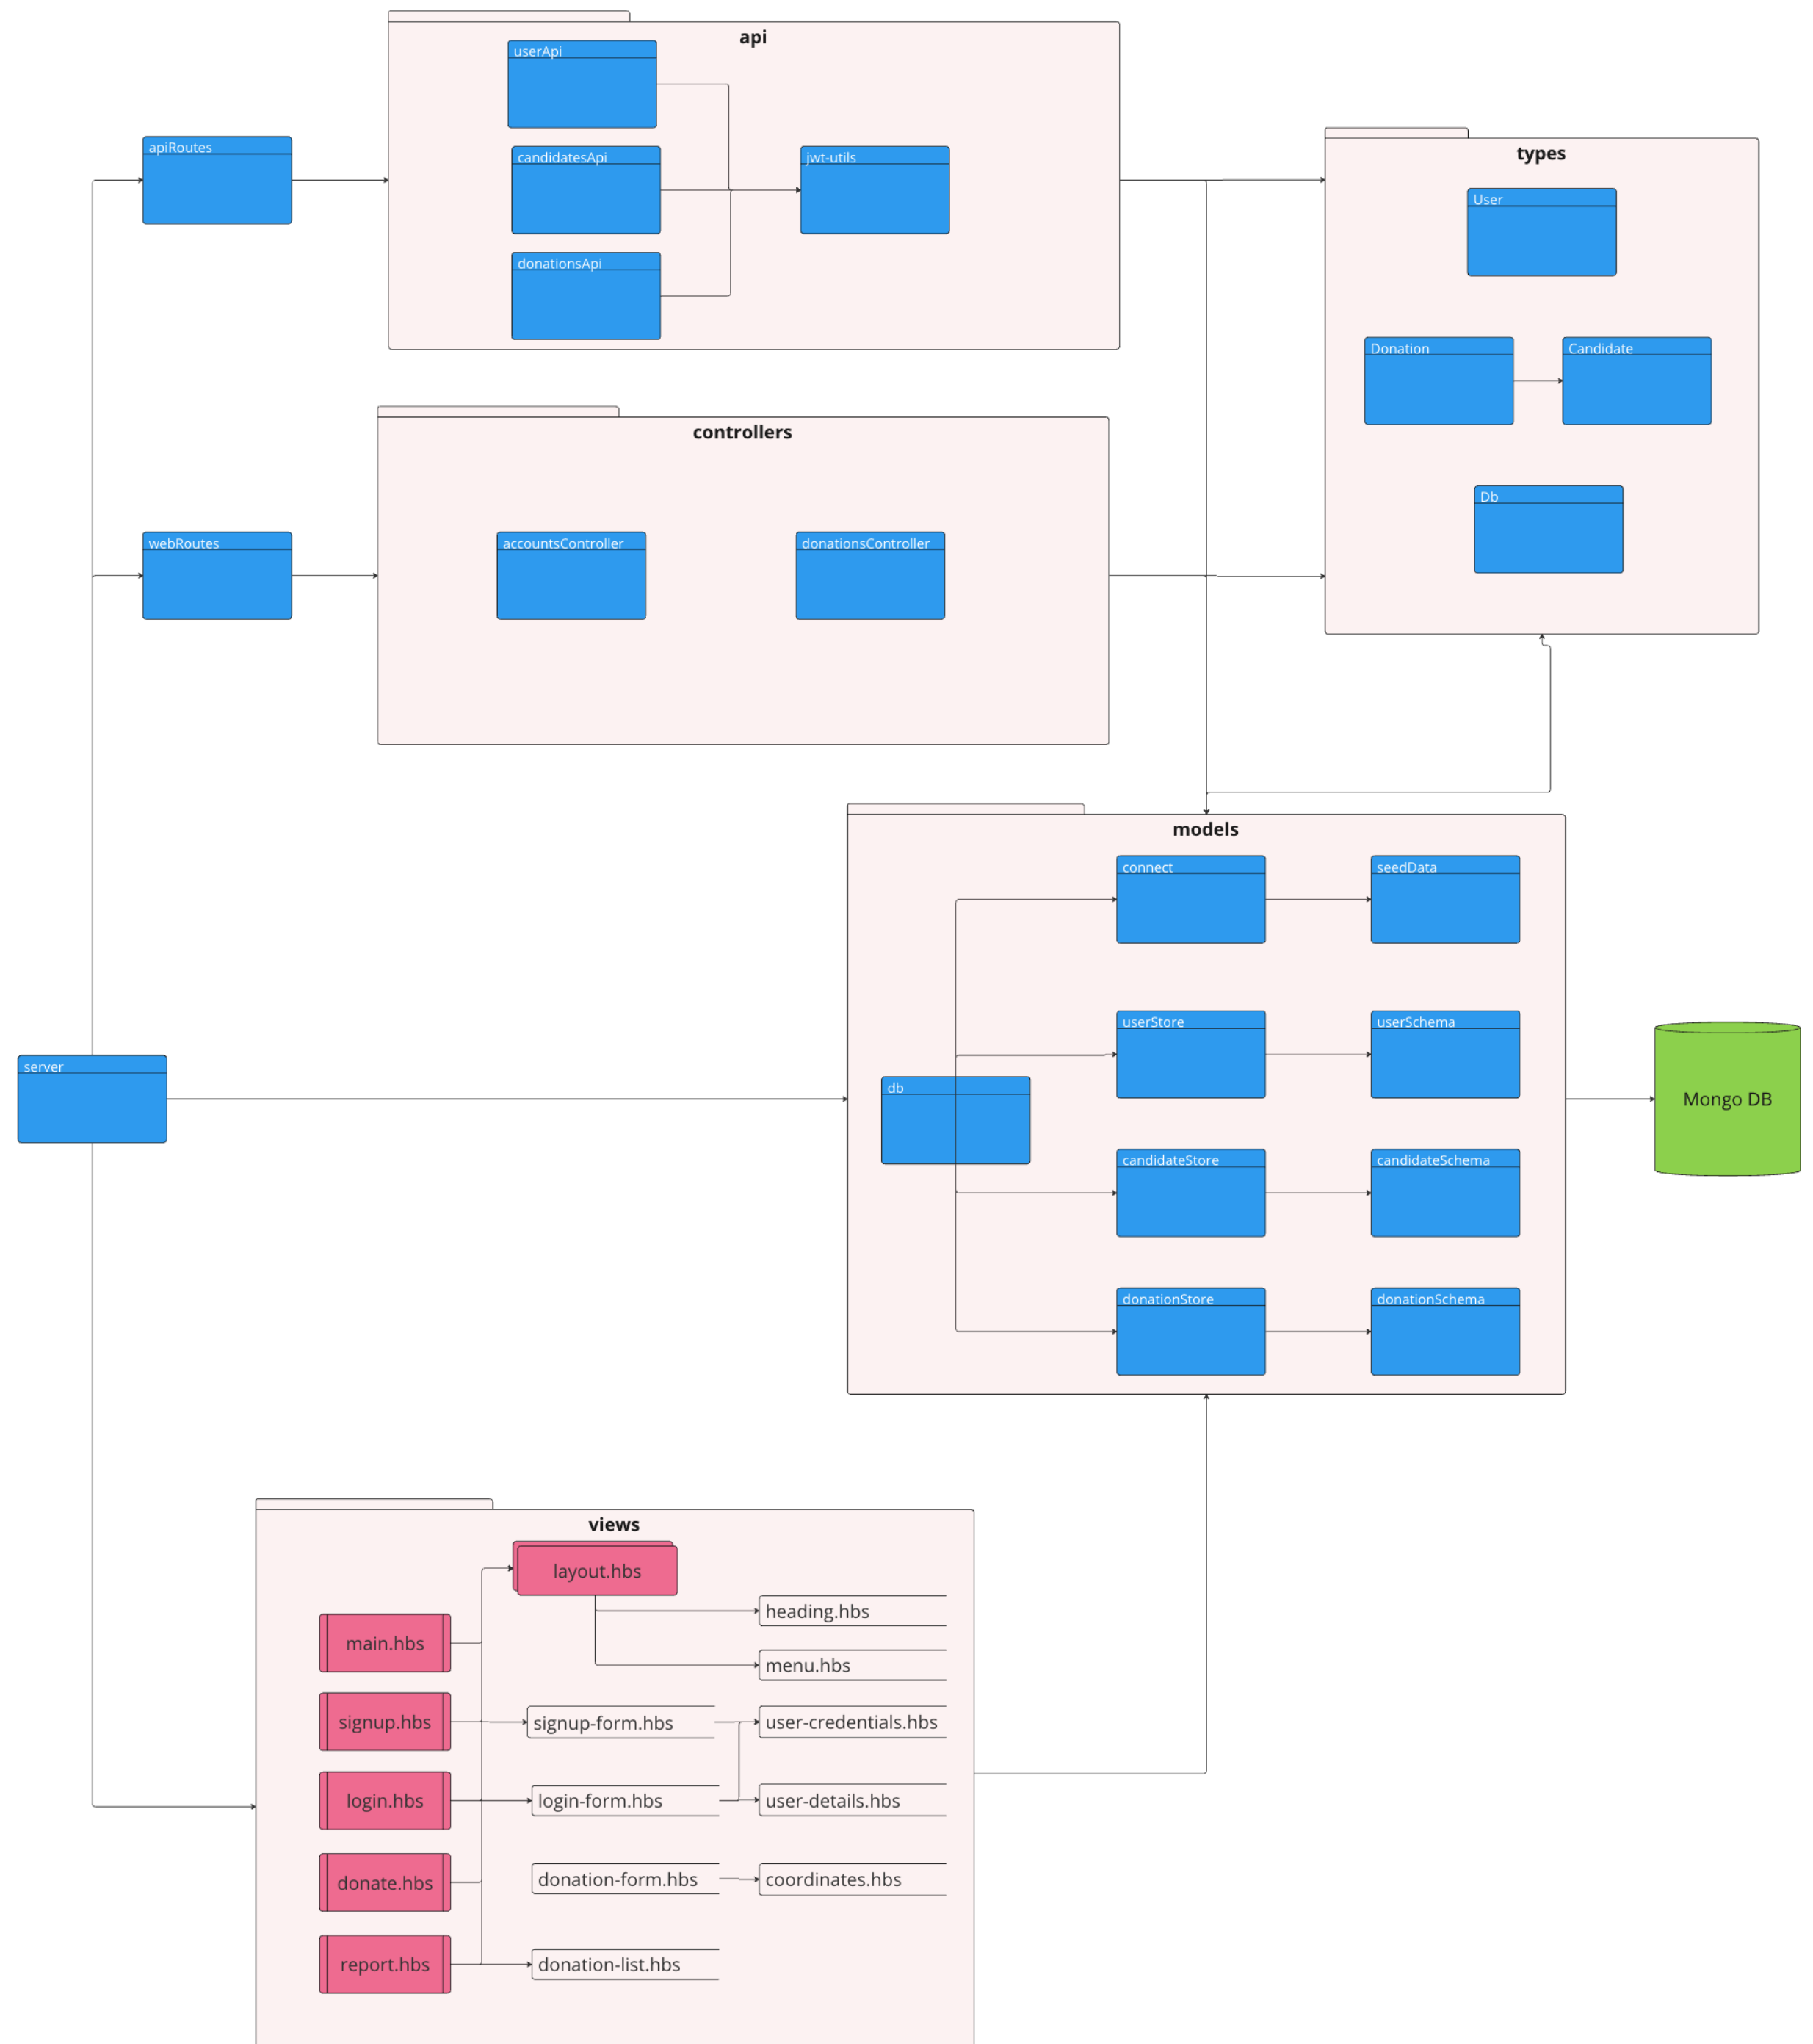 api
userApi
apiRoutes
candidatesApi
jwt-utils
donationsApi
types
User
Donation
Candidate
Db
controllers
webRoutes
accountsController
donationsController
models
connect
seedData
userStore
userSchema
server
db
Mongo DB
candidateStore
candidateSchema
donationStore
donationSchema
views
layout.hbs
heading.hbs
main.hbs
menu.hbs
signup.hbs
signup-form.hbs
user-credentials.hbs
login.hbs
login-form.hbs
user-details.hbs
donate.hbs
donation-form.hbs
coordinates.hbs
report.hbs
donation-list.hbs